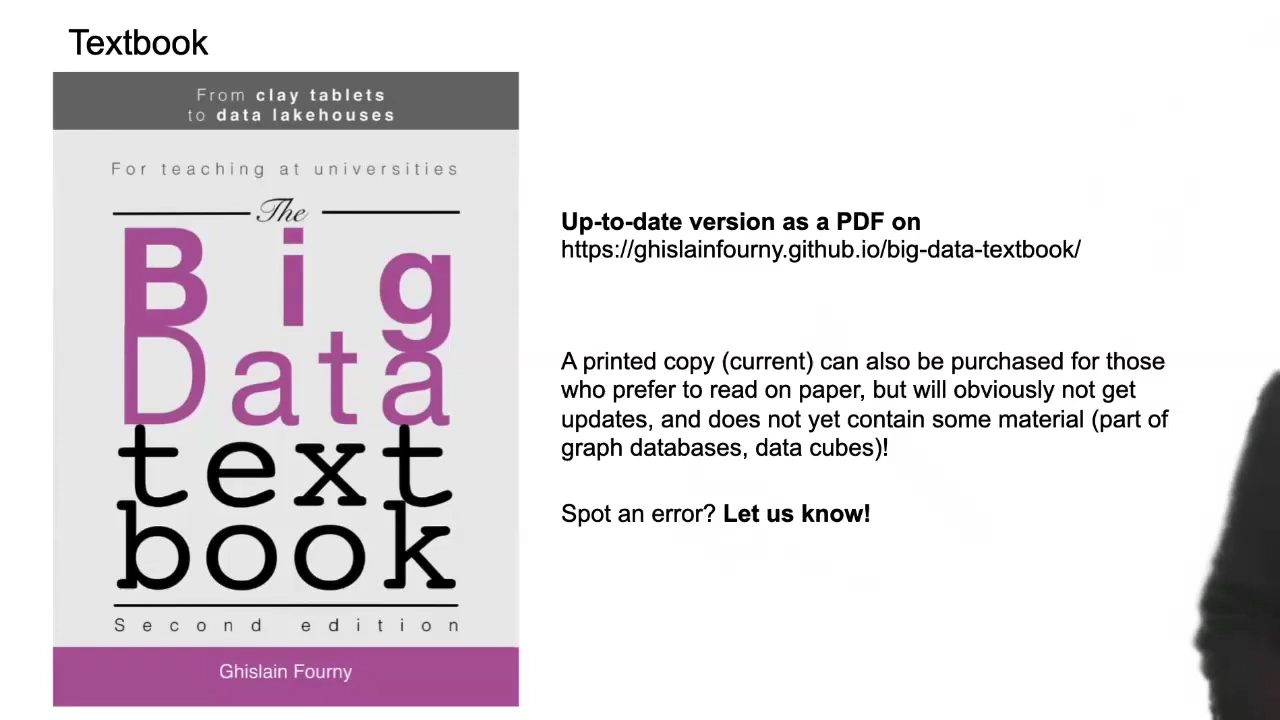 Textbook
From clay tablets
to data lakehouses
For teaching at universities
The
Big
Data
text
book
Second edition
Ghislain Fourny
Up-to-date version as a PDF on
https://ghislainfourny.github.io/big-data-textbook/
A printed copy (current) can also be purchased for those
who prefer to read on paper, but will obviously not get
updates, and does not yet contain some material (part of
graph databases, data cubes)!
Spot an error? Let us know!